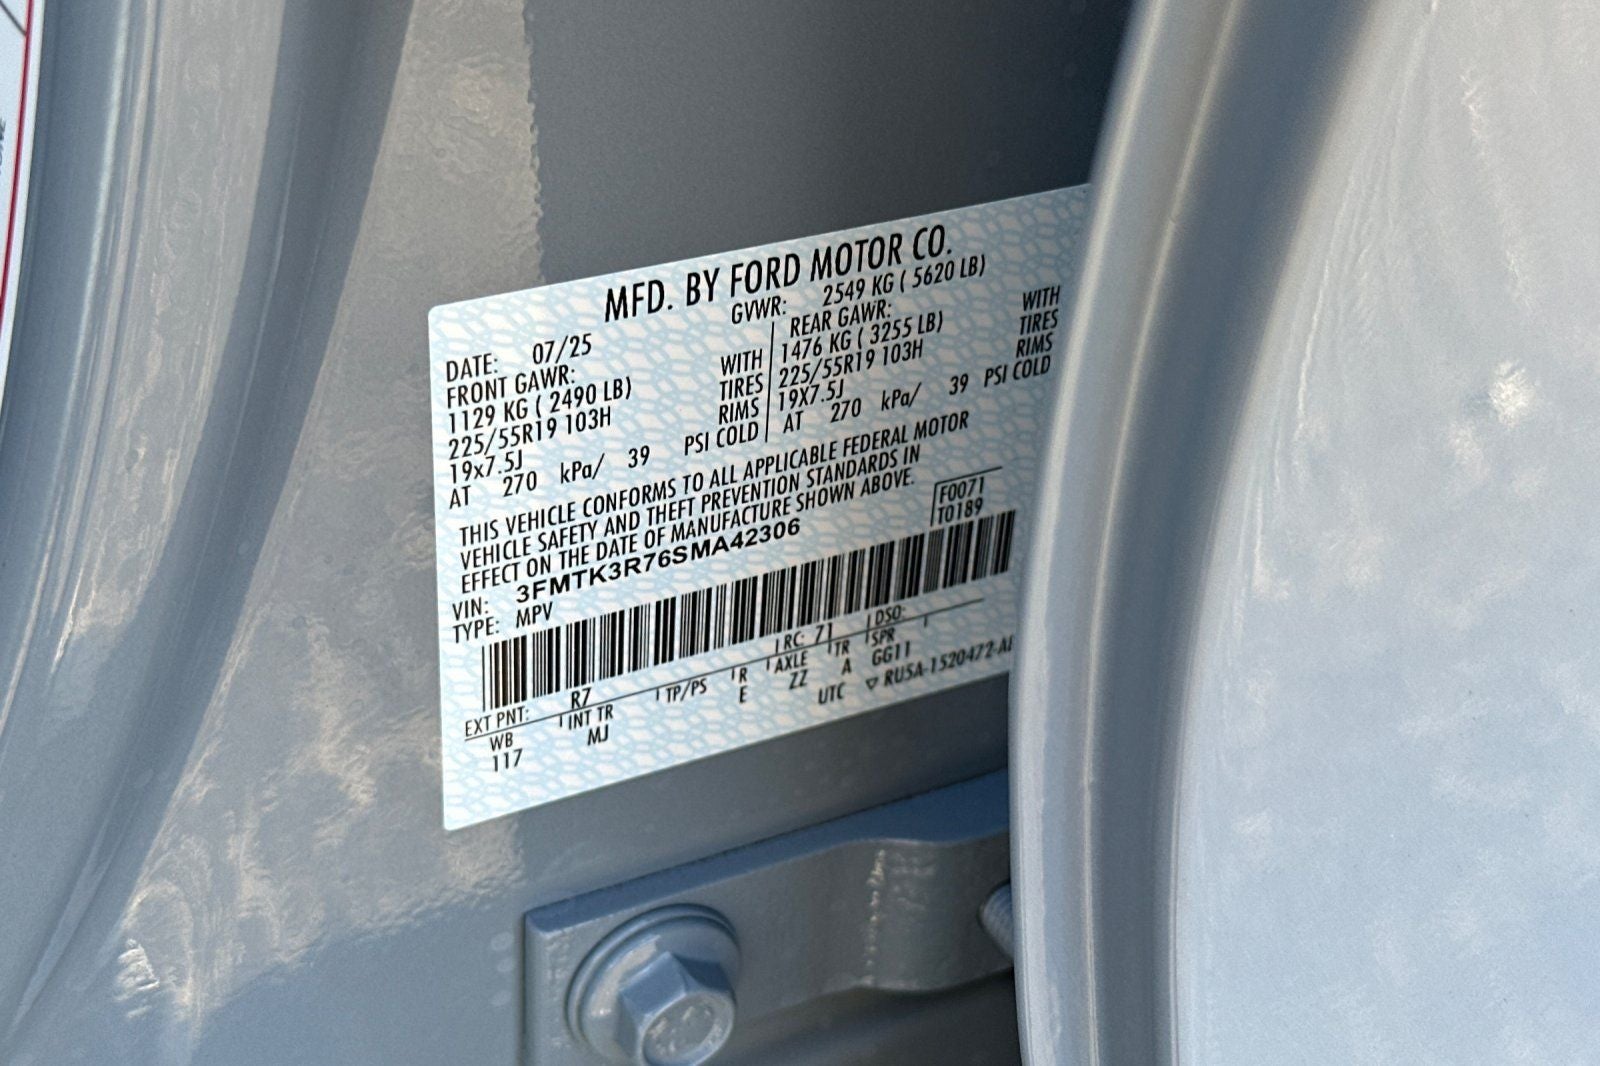 MFD. BY FORD MOTOR CO.
DATE: 07/25 GVWR: 2549 KG ( 5620 LB)
FRONT GAWR: REAR GAWR:
1129 KG ( 2490 LB) WITH 1476 KG ( 3255 LB) WITH
225/55R19 103H TIRES 225/55R19 103H TIRES
19x7.5J RIMS 19X7.5J RIMS
AT 270 kPa/ 39 PSI COLD AT 270 kPa/ 39 PSI COLD
THIS VEHICLE CONFORMS TO ALL APPLICABLE FEDERAL MOTOR
VEHICLE SAFETY AND THEFT PREVENTION STANDARDS IN
EFFECT ON THE DATE OF MANUFACTURE SHOWN ABOVE.
F0071
T0189
VIN: 3FMTK3R76SMA42306
TYPE: MPV
EXT PNT: R7 RC: 71 DSO:
WB INT TR TP/PS R AXLE TR SPR
117 MJ E ZZ A GG11
UTC ▽ RU5A-1520472-A